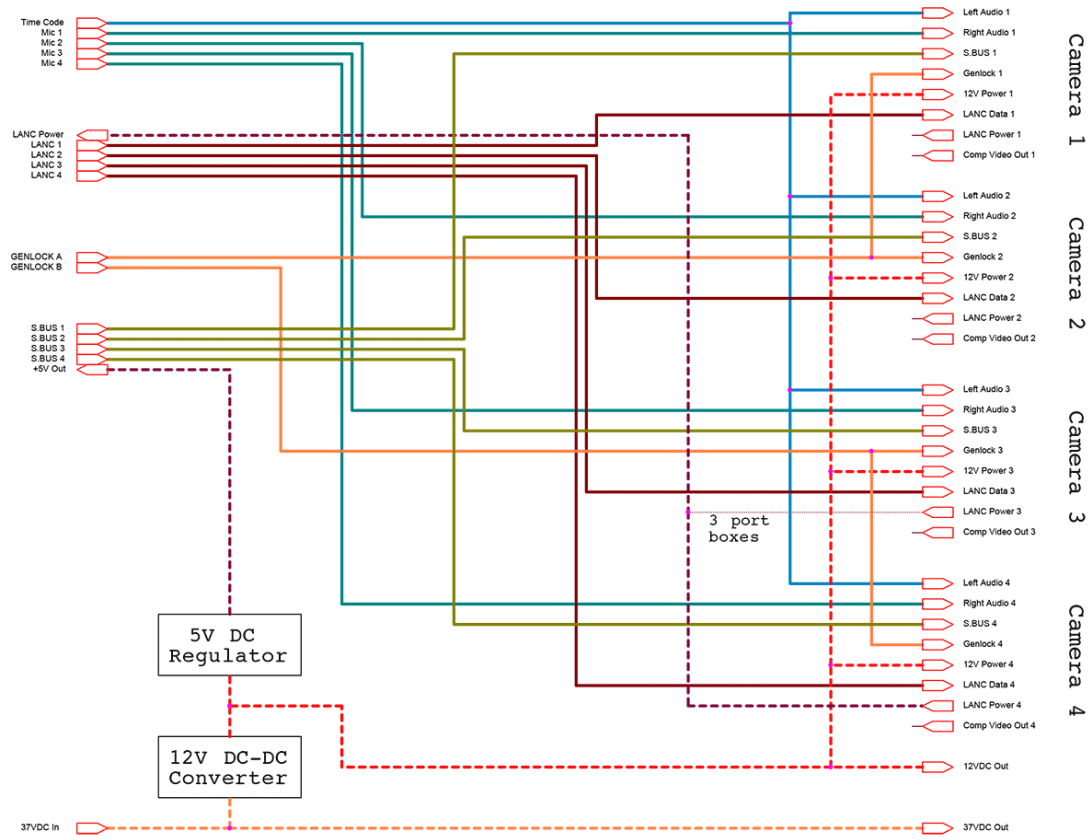 Time Code
Mic 1
Mic 2
Mic 3
Mic 4
LANC Power
LANC 1
LANC 2
LANC 3
LANC 4
GENLOCK A
GENLOCK B
S.BUS 1
S.BUS 2
S.BUS 3
S.BUS 4
+5V Out
5V DC
Regulator
12V DC-DC
Converter
37VDC In
3 port
boxes
Left Audio 1
Right Audio 1
S.BUS 1
Genlock 1
12V Power 1
LANC Data 1
LANC Power 1
Comp Video Out 1
Camera 1
Left Audio 2
Right Audio 2
S.BUS 2
Genlock 2
12V Power 2
LANC Data 2
LANC Power 2
Comp Video Out 2
Camera 2
Left Audio 3
Right Audio 3
S.BUS 3
Genlock 3
12V Power 3
LANC Data 3
LANC Power 3
Comp Video Out 3
Camera 3
Left Audio 4
Right Audio 4
S.BUS 4
Genlock 4
12V Power 4
LANC Data 4
LANC Power 4
Comp Video Out 4
Camera 4
12VDC Out
37VDC Out